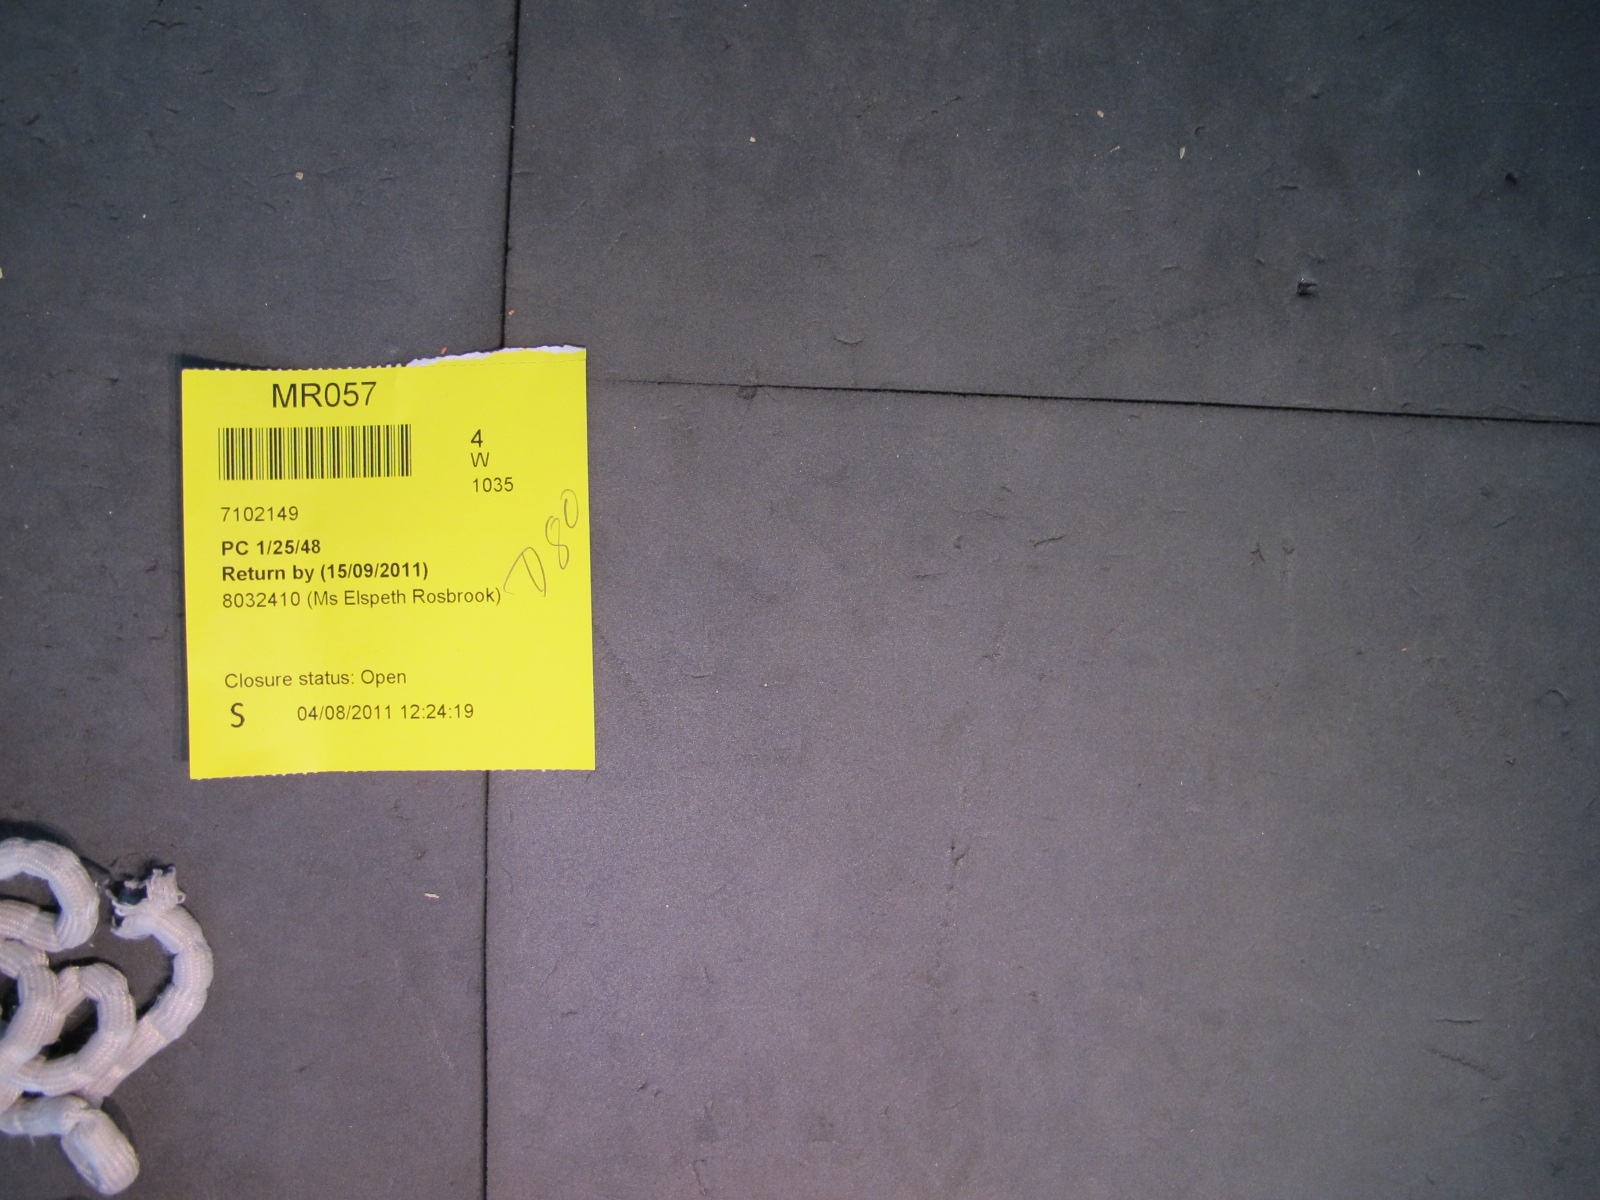 MR057
4
W
1035
7102149
PC 1/25/48
Return by (15/09/2011)
8032410 (Ms Elspeth Rosbrook)
D80
Closure status: Open
S 04/08/2011 12:24:19